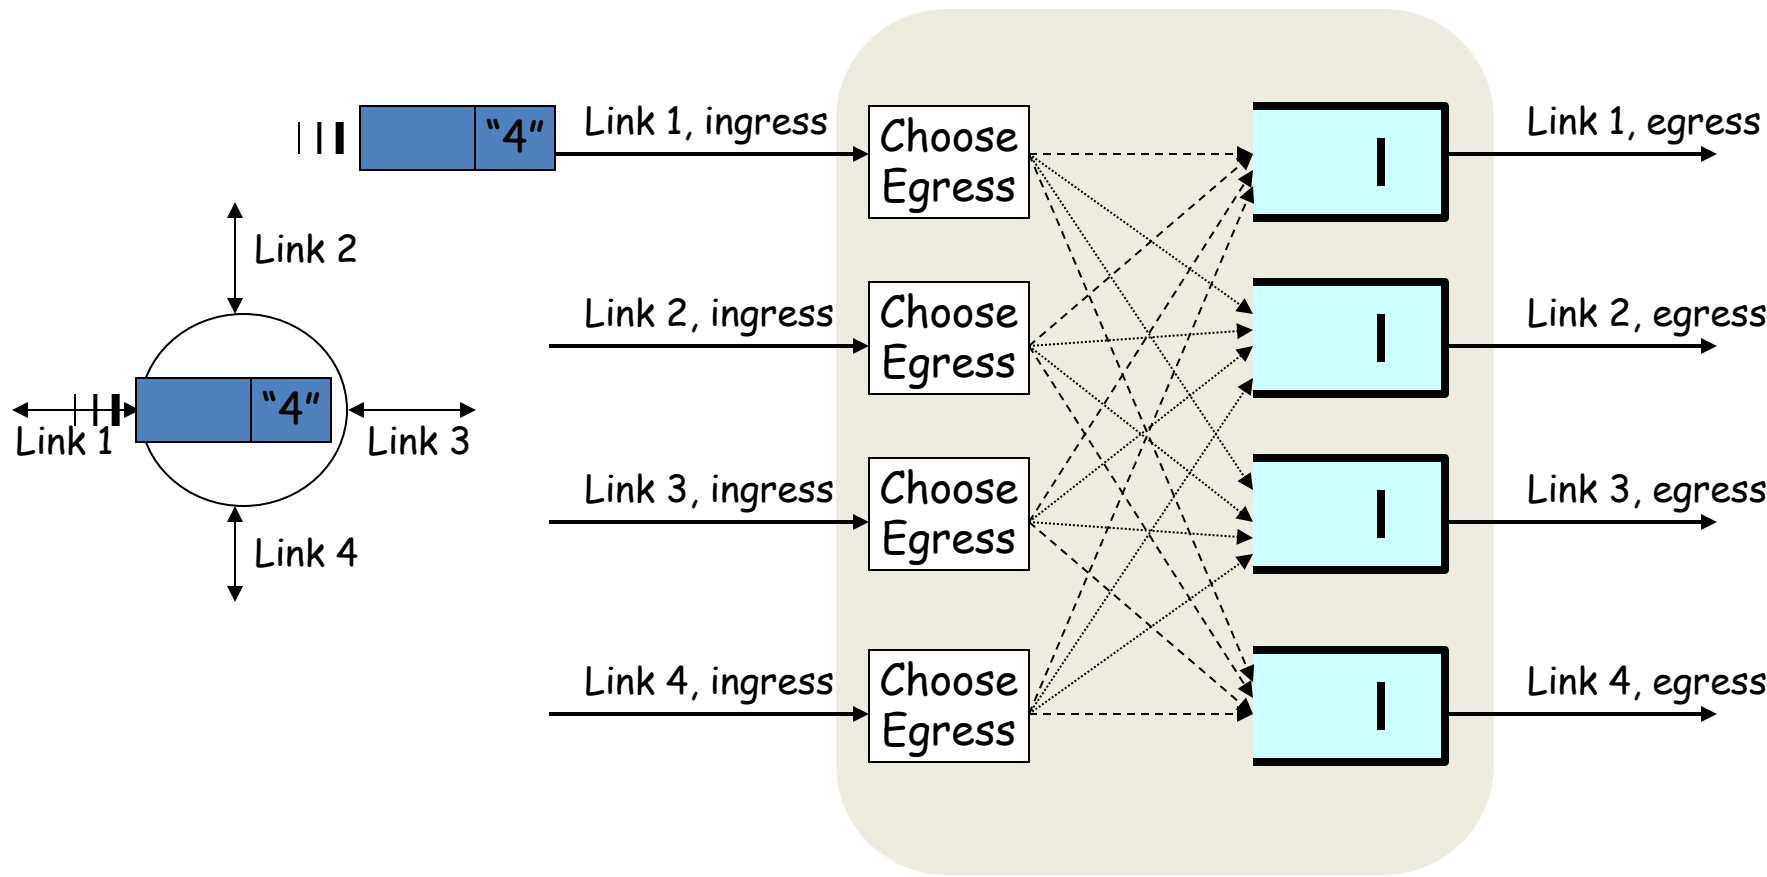 “4”
Link 1, ingress
Choose
Egress
Link 1, egress
Link 2
Link 2, ingress
Choose
Egress
Link 2, egress
“4”
Link 1
Link 3
Link 3, ingress
Choose
Egress
Link 3, egress
Link 4
Link 4, ingress
Choose
Egress
Link 4, egress